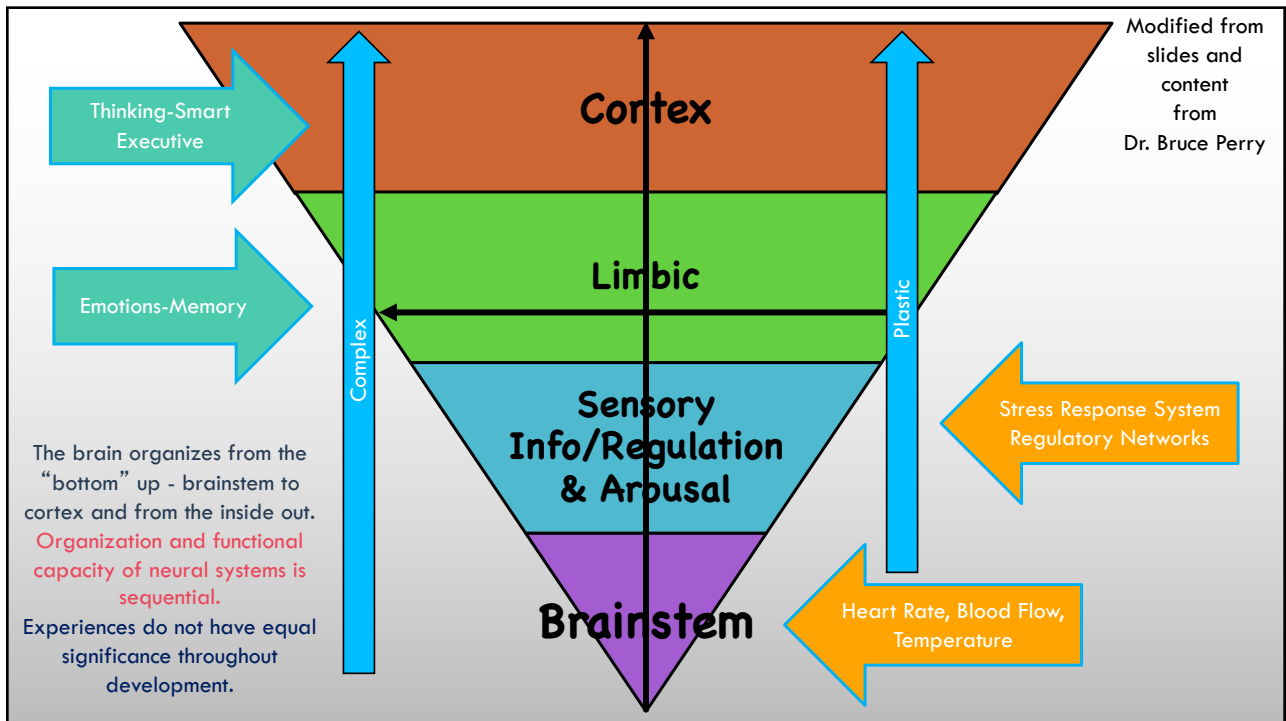 Modified from
slides and
content
from
Dr. Bruce Perry
Thinking-Smart
Executive
Cortex
Emotions-Memory
Limbic
Complex
Plastic
Sensory
Info/Regulation
& Arousal
Stress Response System
Regulatory Networks
The brain organizes from the
“bottom” up - brainstem to
cortex and from the inside out.
Organization and functional
capacity of neural systems is
sequential.
Experiences do not have equal
significance throughout
development.
Brainstem
Heart Rate, Blood Flow,
Temperature